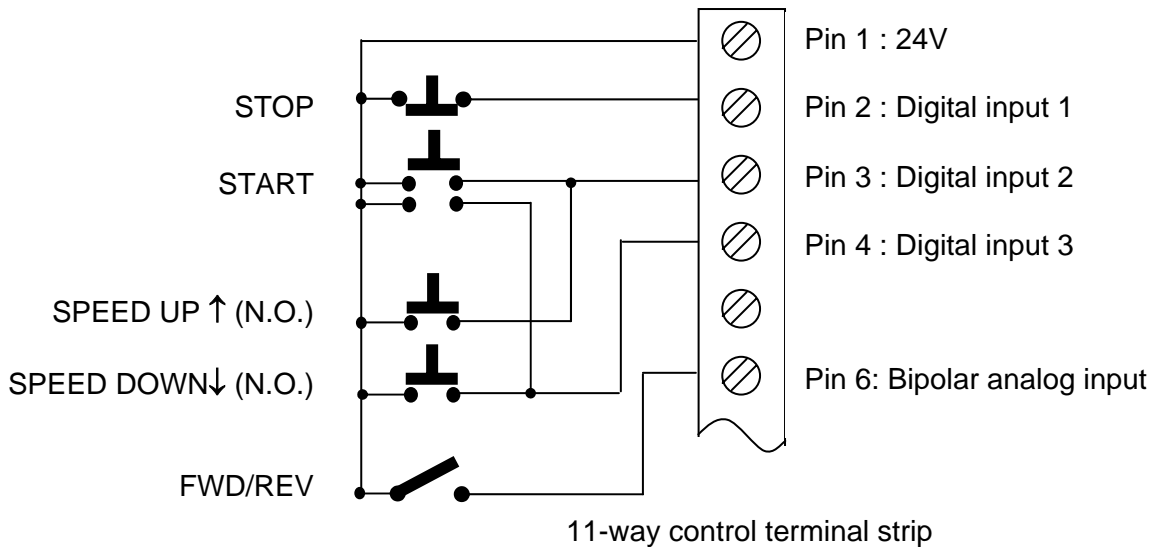 Pin 1 : 24V
STOP
Pin 2 : Digital input 1
START
Pin 3 : Digital input 2
Pin 4 : Digital input 3
SPEED UP ↑ (N.O.)
SPEED DOWN↓ (N.O.)
Pin 6: Bipolar analog input
FWD/REV
11-way control terminal strip